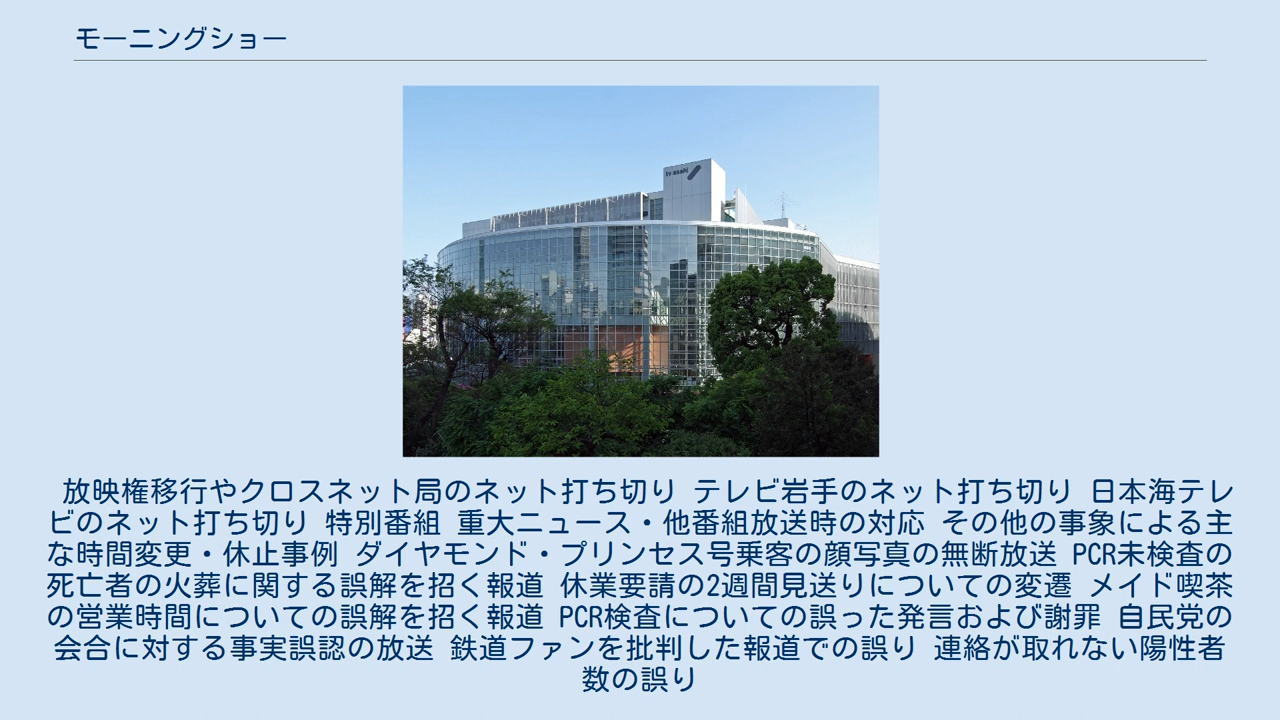 モーニングショー
tv asahi
放映権移行やクロスネット局のネット打ち切り テレビ岩手のネット打ち切り 日本海テレ
ビのネット打ち切り 特別番組 重大ニュース・他番組放送時の対応 その他の事象による主
な時間変更・休止事例 ダイヤモンド・プリンセス号乗客の顔写真の無断放送 PCR未検査の
死亡者の火葬に関する誤解を招く報道 休業要請の2週間見送りについての変遷 メイド喫茶
の営業時間についての誤解を招く報道 PCR検査についての誤った発言および謝罪 自民党の
会合に対する事実誤認の放送 鉄道ファンを批判した報道での誤り 連絡が取れない陽性者
数の誤り